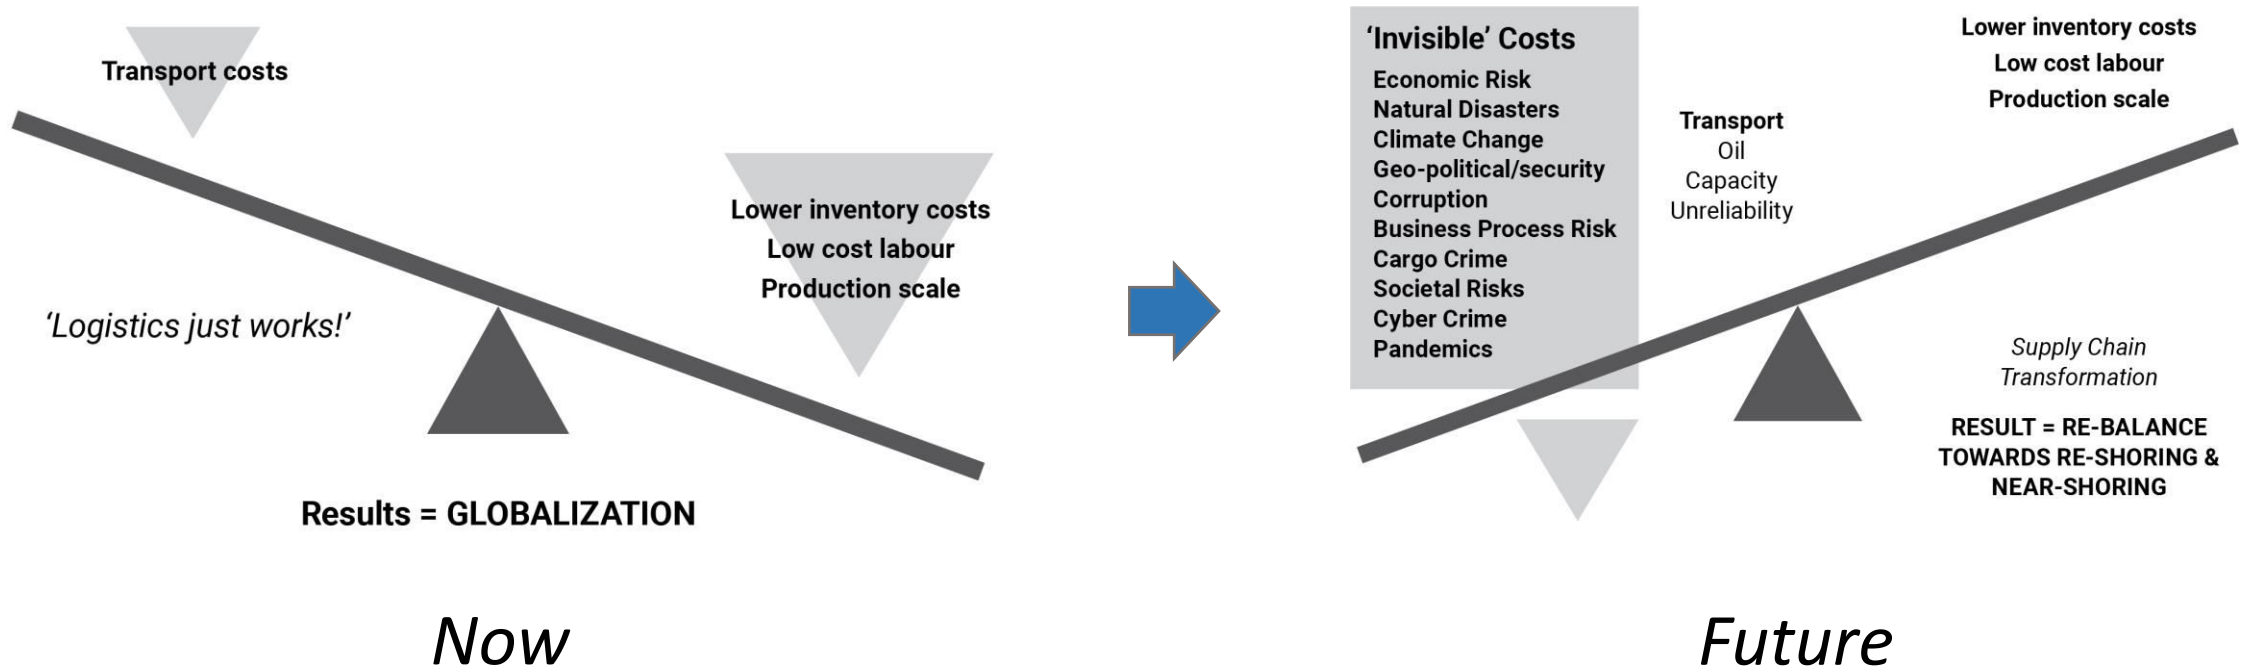 Transport costs
Lower inventory costs
Low cost labour
Production scale
‘Logistics just works!’
Results = GLOBALIZATION
Now
‘Invisible’ Costs
Economic Risk
Natural Disasters
Climate Change
Geo-political/security
Corruption
Business Process Risk
Cargo Crime
Societal Risks
Cyber Crime
Pandemics
Transport
Oil
Capacity
Unreliability
Lower inventory costs
Low cost labour
Production scale
Supply Chain
Transformation
RESULT = RE-BALANCE
TOWARDS RE-SHORING &
NEAR-SHORING
Future